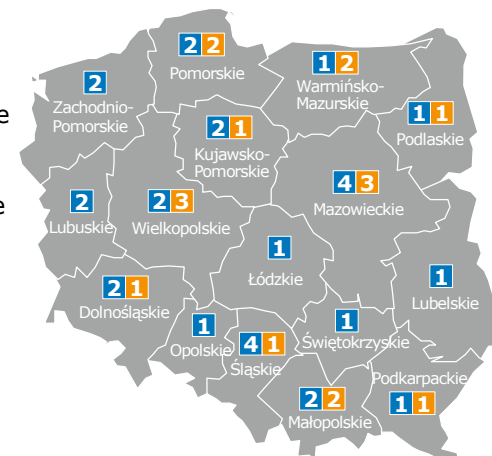 2 2
Pomorskie
2
Zachodnio-
Pomorskie
1 2
Warmińsko-
Mazurskie
1 1
Podlaskie
e
2 1
Kujawsko-
Pomorskie
4 3
Mazowieckie
e
2
Lubuskie
2 3
Wielkopolskie
1
Łódzkie
1
Lubelskie
2 1
Dolnośląskie
1
Opolskie
4 1
Śląskie
1
Świętokrzyskie
Podkarpackie
1 1
2 2
Małopolskie